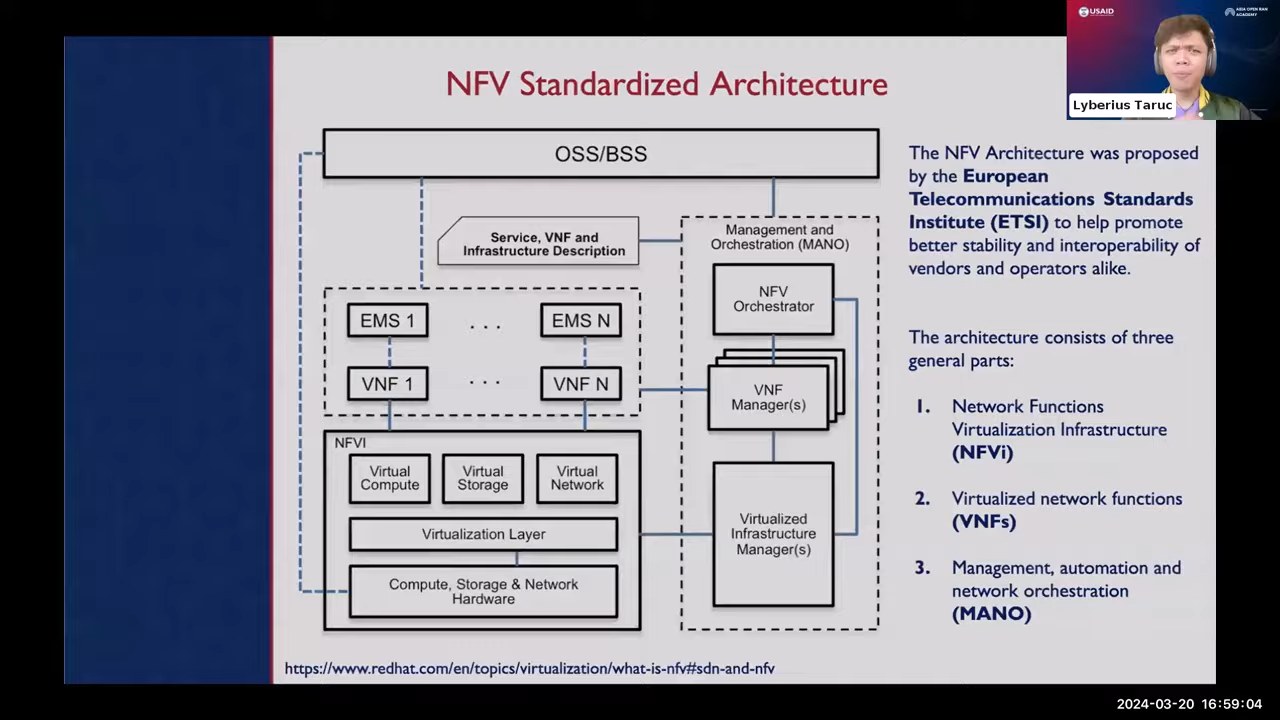 USAID
ASIA OPEN RAN
ACADEMY
Lyberius Taruc
NFV Standardized Architecture
OSS/BSS
Service, VNF and
Infrastructure Description
Management and
Orchestration (MANO)
NFV
Orchestrator
EMS 1
. . .
EMS N
VNF 1
. . .
VNF N
VNF
Manager(s)
NFVI
Virtual
Compute
Virtual
Storage
Virtual
Network
Virtualization Layer
Virtualized
Infrastructure
Manager(s)
Compute, Storage & Network
Hardware
The NFV Architecture was proposed
by the European
Telecommunications Standards
Institute (ETSI) to help promote
better stability and interoperability of
vendors and operators alike.
The architecture consists of three
general parts:
1. Network Functions
Virtualization Infrastructure
(NFVi)
2. Virtualized network functions
(VNFs)
3. Management, automation and
network orchestration
(MANO)
https://www.redhat.com/en/topics/virtualization/what-is-nfv#sdn-and-nfv
2024-03-20 16:59:04